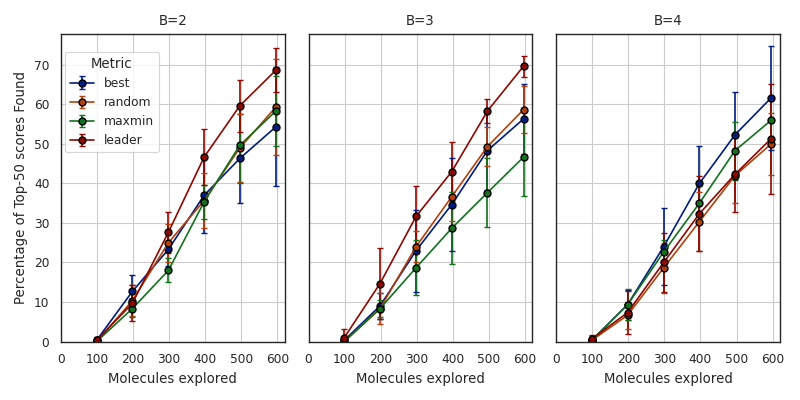 B=2
B=3
B=4
Percentage of Top-50 scores Found
70
60
50
40
30
20
10
0
Metric
best
random
maxmin
leader
0 100 200 300 400 500 600
0 100 200 300 400 500 600
0 100 200 300 400 500 600
Molecules explored
Molecules explored
Molecules explored